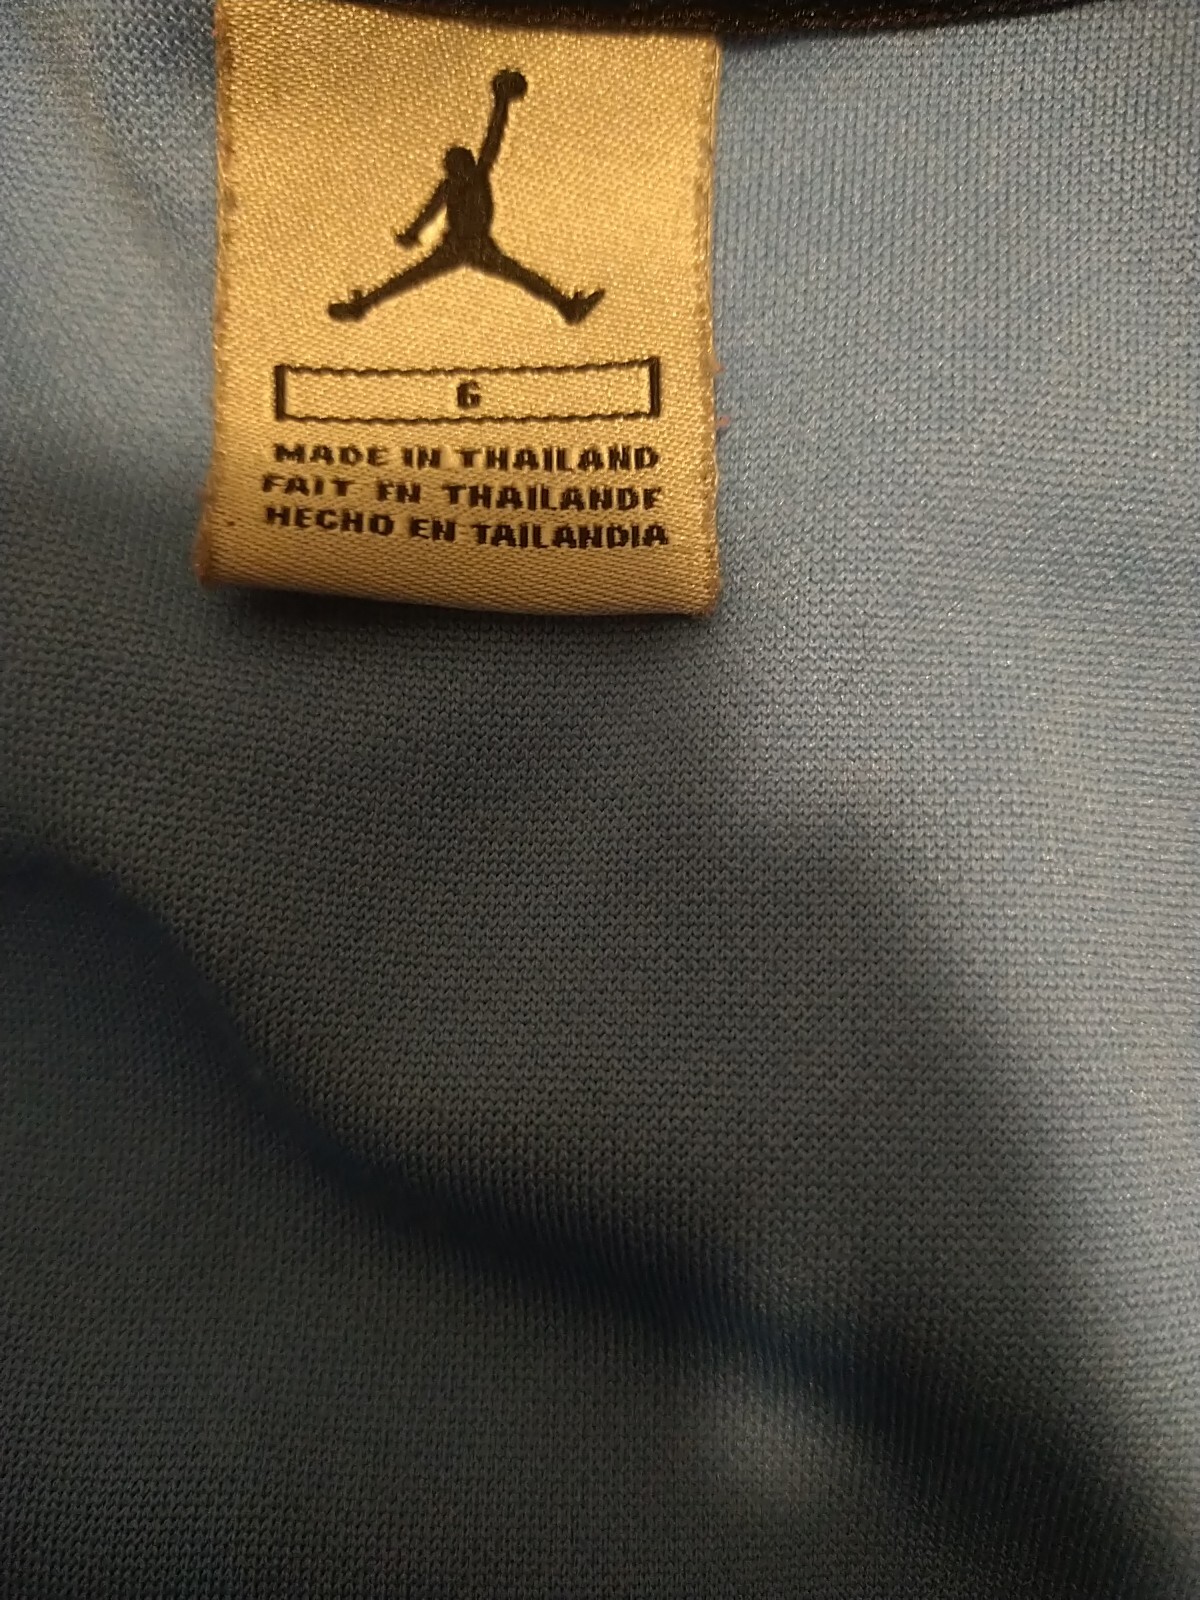 6
MADE IN THAILAND
FAIT EN THAILANDE
HECHO EN TAILANDIA